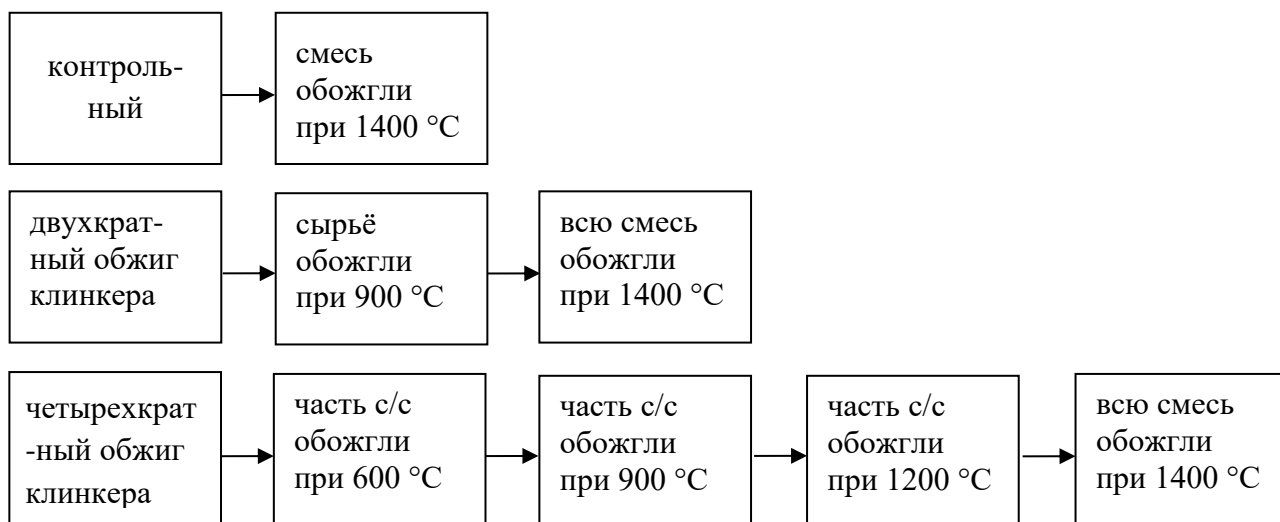 контроль-
ный
смесь
обожгли
при 1400 °C
двухкрат-
ный обжиг
клинкера
сырьё
обожгли
при 900 °C
всю смесь
обожгли
при 1400 °C
четырехкрат
-ный обжиг
клинкера
часть с/с
обожгли
при 600 °C
часть с/с
обожгли
при 900 °C
часть с/с
обожгли
при 1200 °C
всю смесь
обожгли
при 1400 °C